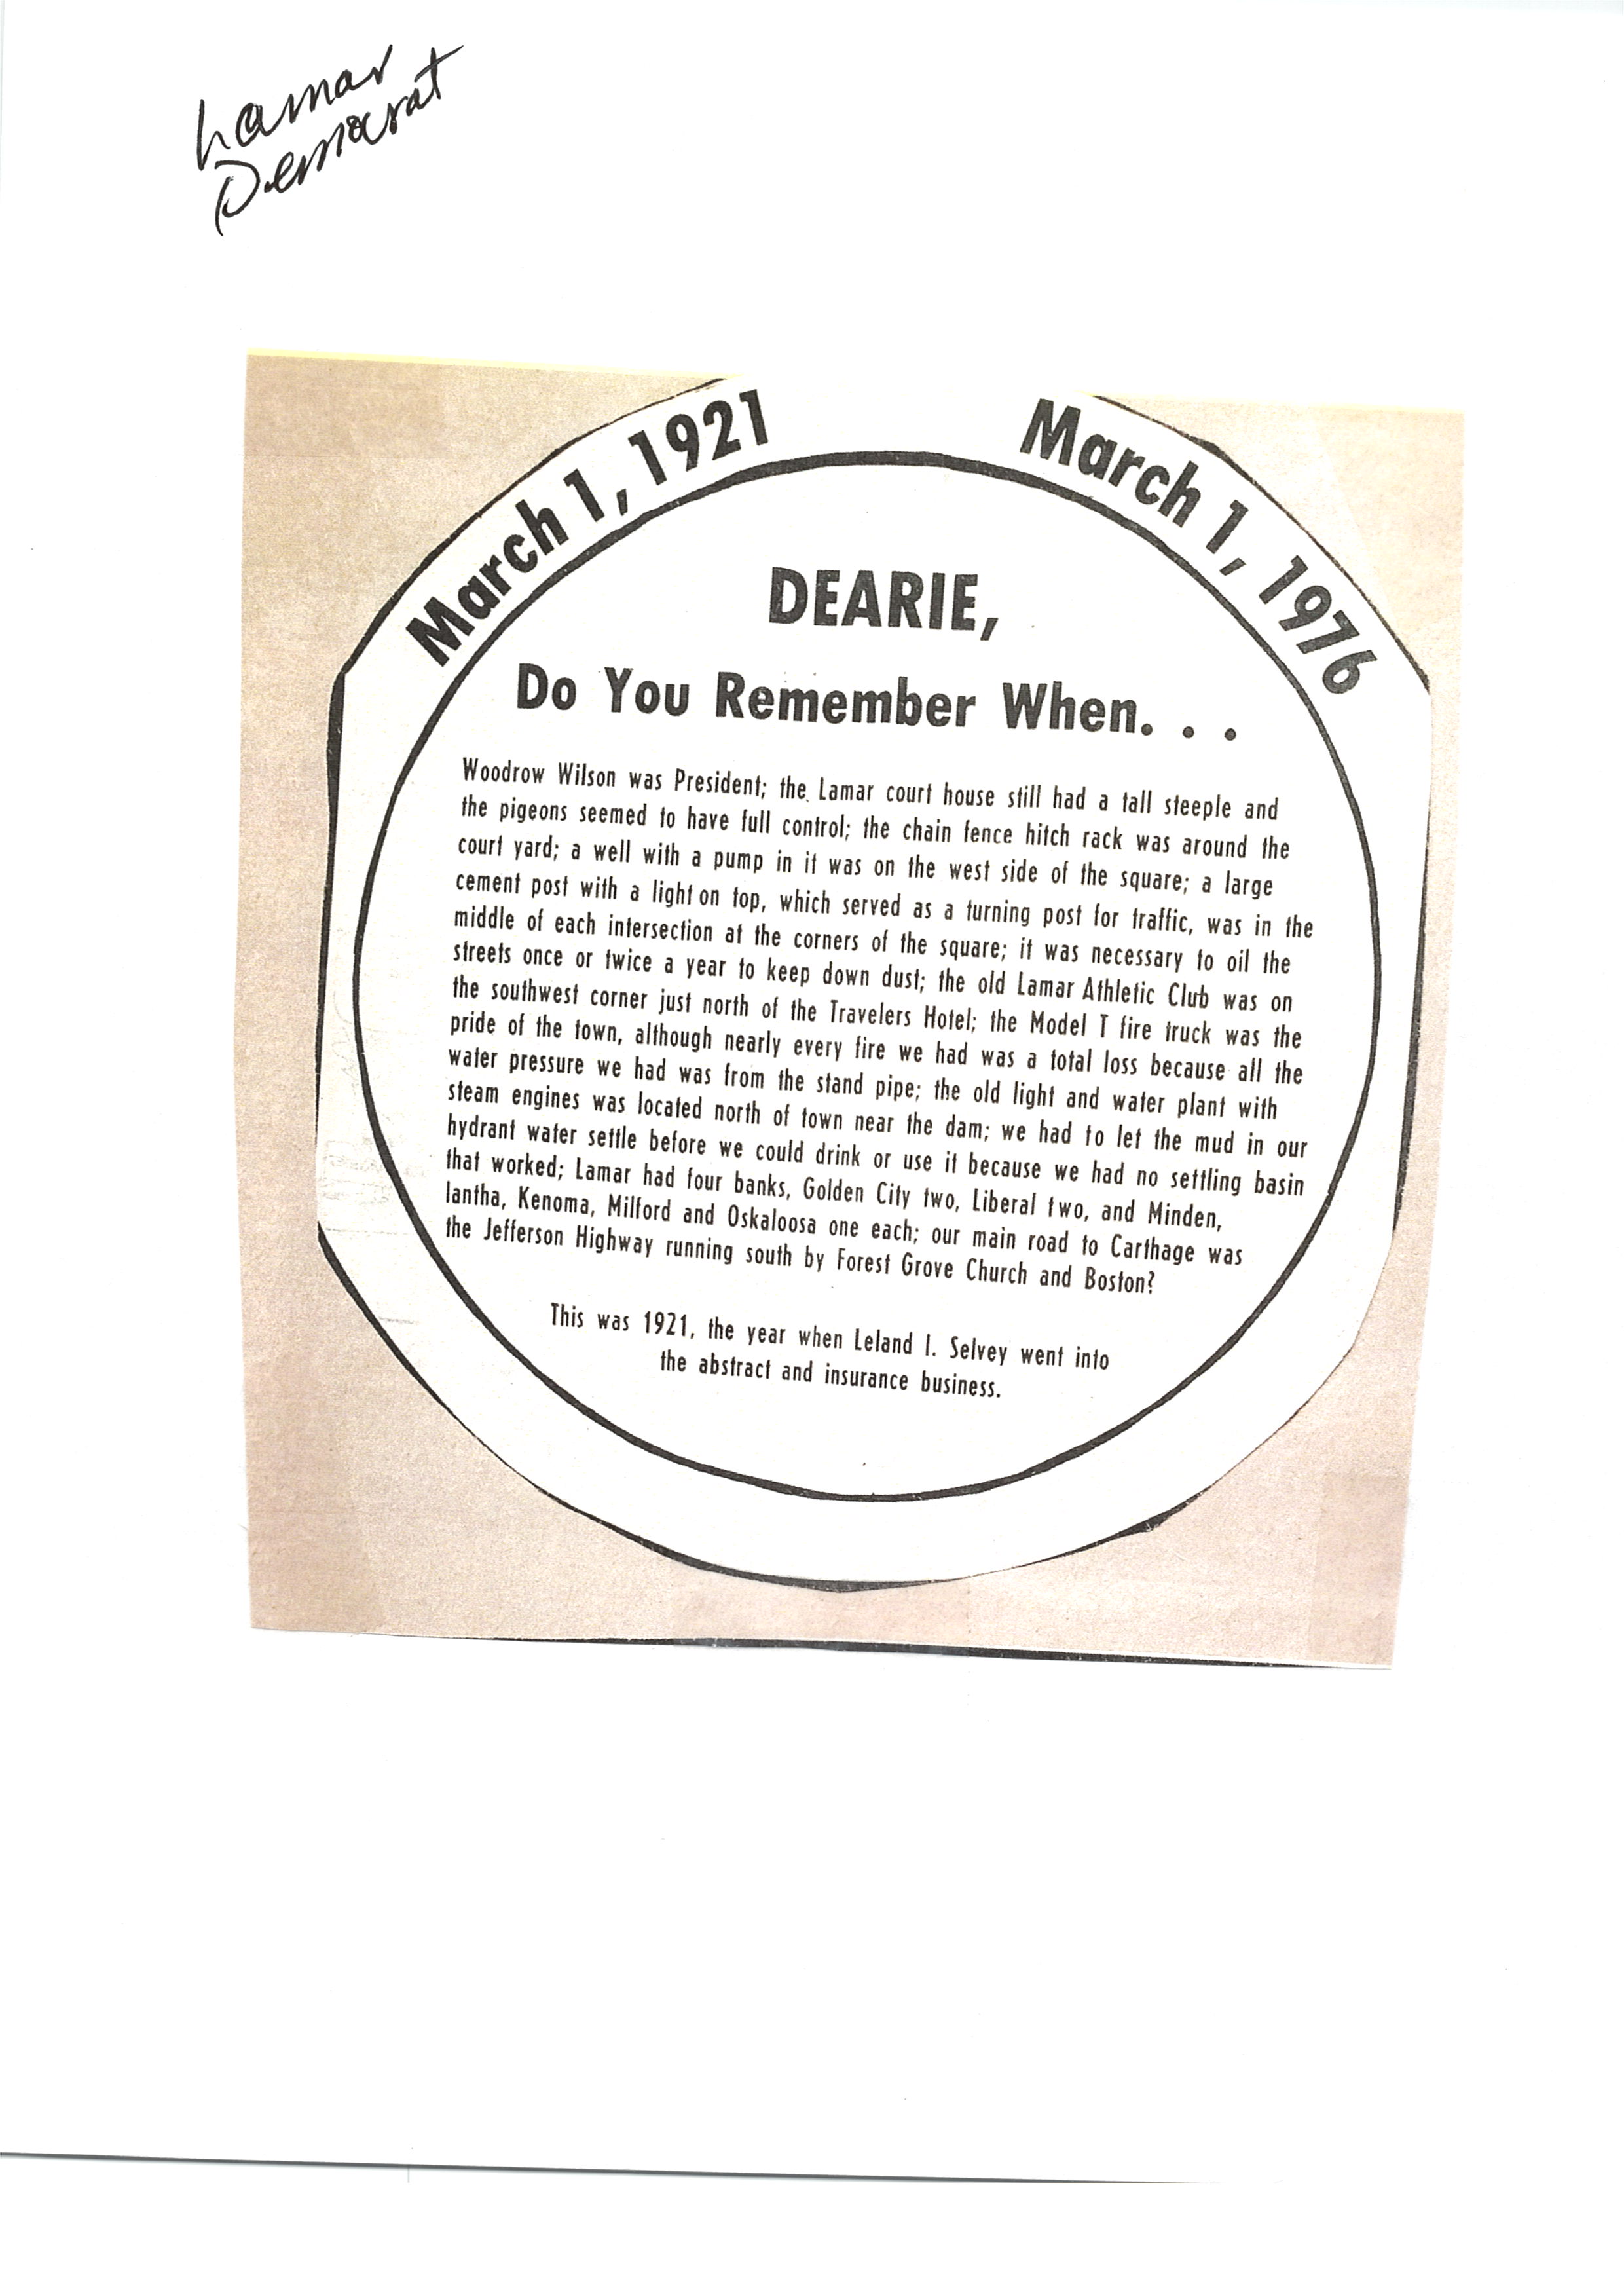 Lamar
Democrat
March 1, 1921
March 1, 1976
DEARIE,
Do You Remember When. . .
Woodrow Wilson was President; the Lamar court house still had a tall steeple and
the pigeons seemed to have full control; the chain fence hitch rack was around the
court yard; a well with a pump in it was on the west side of the square; a large
cement post with a light on top, which served as a turning post for traffic, was in the
middle of each intersection at the corners of the square; it was necessary to oil the
streets once or twice a year to keep down dust; the old Lamar Athletic Club was on
the southwest corner just north of the Travelers Hotel; the Model T fire truck was the
pride of the town, although nearly every fire we had was a total loss because all the
water pressure we had was from the stand pipe; the old light and water plant with
steam engines was located north of town near the dam; we had to let the mud in our
hydrant water settle before we could drink or use it because we had no settling basin
that worked; Lamar had four banks, Golden City two, Liberal two, and Minden,
Iantha, Kenoma, Milford and Oskaloosa one each; our main road to Carthage was
the Jefferson Highway running south by Forest Grove Church and Boston?
This was 1921, the year when Leland I. Selvey went into
the abstract and insurance business.